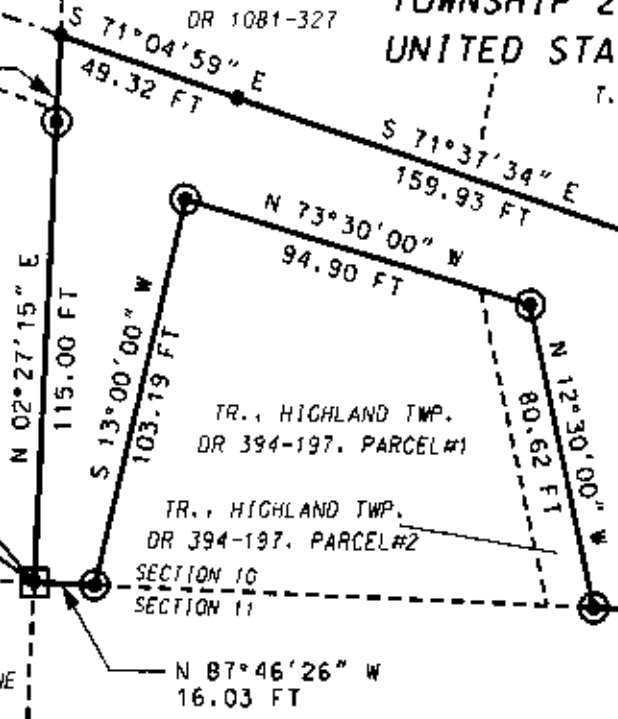 DR 1081-327
TOWNSHIP 2
UNITED STA
T.
S 71°04'59" E
49.32 FT
S 71°37'34" E
159.93 FT
N 73°30'00" W
94.90 FT
N 02°27'15" E
115.00 FT
S 13°00'00" W
103.19 FT
N 12°30'00" W
80.62 FT
TR., HIGHLAND TWP.
DR 394-197, PARCEL#1
TR., HIGHLAND TWP.
DR 394-197, PARCEL#2
SECTION 10
SECTION 11
N 87°46'26" W
16.03 FT
NE